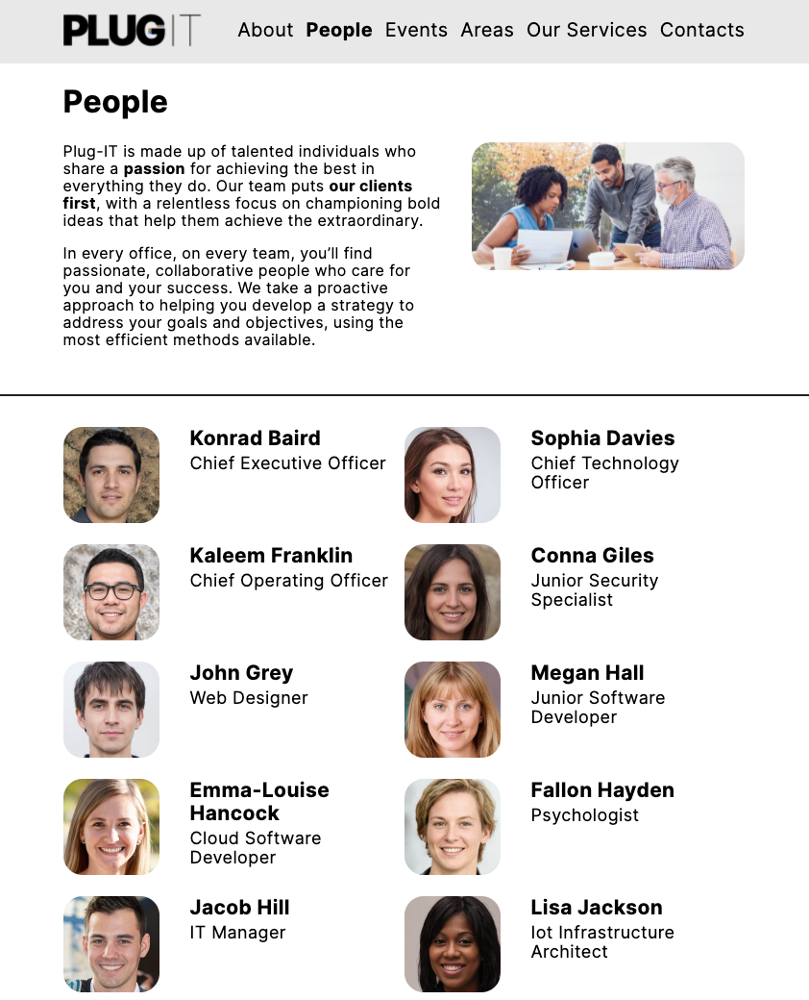 PLUGIT
About People Events Areas Our Services Contacts
People
Plug-IT is made up of talented individuals who
share a passion for achieving the best in
everything they do. Our team puts our clients
first, with a relentless focus on championing bold
ideas that help them achieve the extraordinary.
In every office, on every team, you’ll find
passionate, collaborative people who care for
you and your success. We take a proactive
approach to helping you develop a strategy to
address your goals and objectives, using the
most efficient methods available.
Konrad Baird
Chief Executive Officer
Sophia Davies
Chief Technology
Officer
Kaleem Franklin
Chief Operating Officer
Conna Giles
Junior Security
Specialist
John Grey
Web Designer
Megan Hall
Junior Software
Developer
Emma-Louise
Hancock
Cloud Software
Developer
Fallon Hayden
Psychologist
Jacob Hill
IT Manager
Lisa Jackson
Iot Infrastructure
Architect